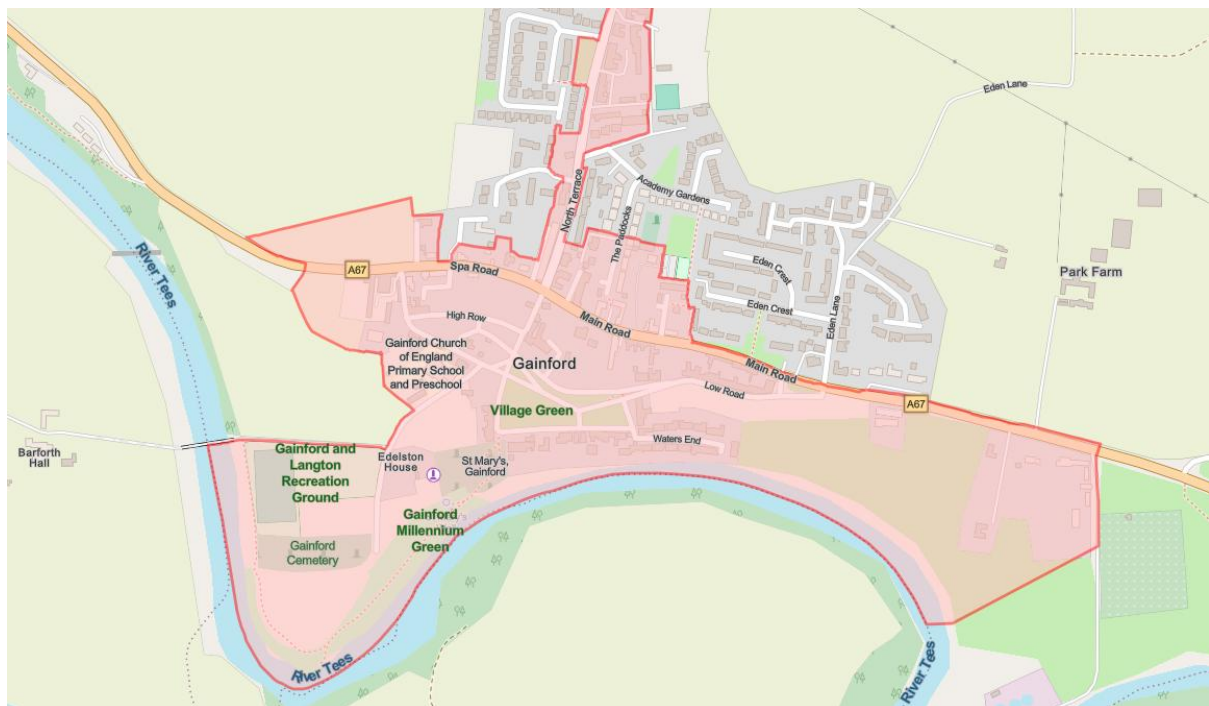 Eden Lane
Academy Gardens
North Terrace
The Paddocks
River Tees
A67
Spa Road
Park Farm
Eden Crest
Eden Crest
Eden Lane
High Row
Main Road
Gainford Church
of England
Primary School
and Preschool
Gainford
Main Road
Low Road
A67
Village Green
Waters End
Barforth
Hall
Gainford and
Langton
Recreation
Ground
Edelston
House
St Mary's,
Gainford
Gainford
Millennium
Green
Gainford
Cemetery
River Tees
River Tees